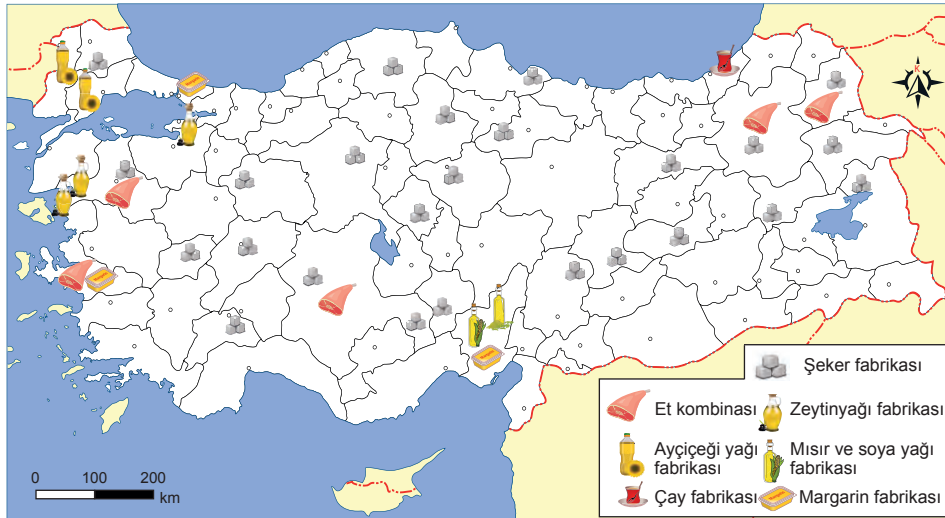 K
Şeker fabrikası
Et kombinası
Zeytinyağı fabrikası
Ayçiçeği yağı
fabrikası
Mısır ve soya yağı
fabrikası
Çay fabrikası
Margarin fabrikası
0 100 200
km